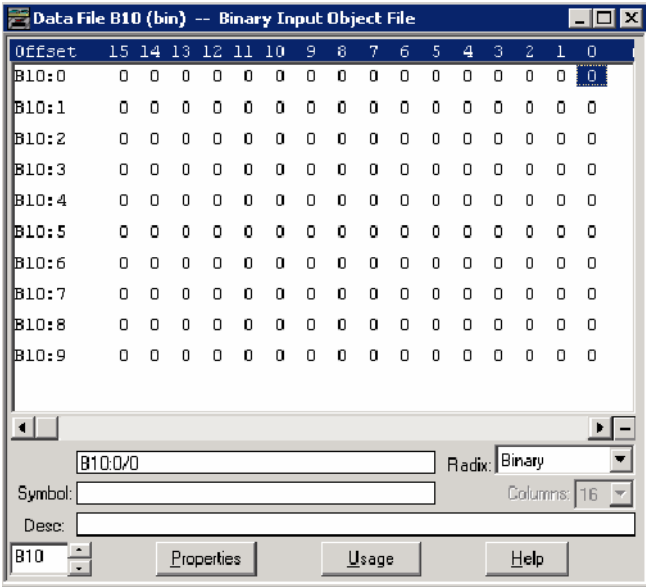 Data File B10 (bin) -- Binary Input Object File
Offset 15 14 13 12 11 10 9 8 7 6 5 4 3 2 1 0
B10:0 0 0 0 0 0 0 0 0 0 0 0 0 0 0 0 0
B10:1 0 0 0 0 0 0 0 0 0 0 0 0 0 0 0 0
B10:2 0 0 0 0 0 0 0 0 0 0 0 0 0 0 0 0
B10:3 0 0 0 0 0 0 0 0 0 0 0 0 0 0 0 0
B10:4 0 0 0 0 0 0 0 0 0 0 0 0 0 0 0 0
B10:5 0 0 0 0 0 0 0 0 0 0 0 0 0 0 0 0
B10:6 0 0 0 0 0 0 0 0 0 0 0 0 0 0 0 0
B10:7 0 0 0 0 0 0 0 0 0 0 0 0 0 0 0 0
B10:8 0 0 0 0 0 0 0 0 0 0 0 0 0 0 0 0
B10:9 0 0 0 0 0 0 0 0 0 0 0 0 0 0 0 0
B10:0/0 Radix: Binary
Symbol: Columns: 16
Desc:
B10 Properties Usage Help